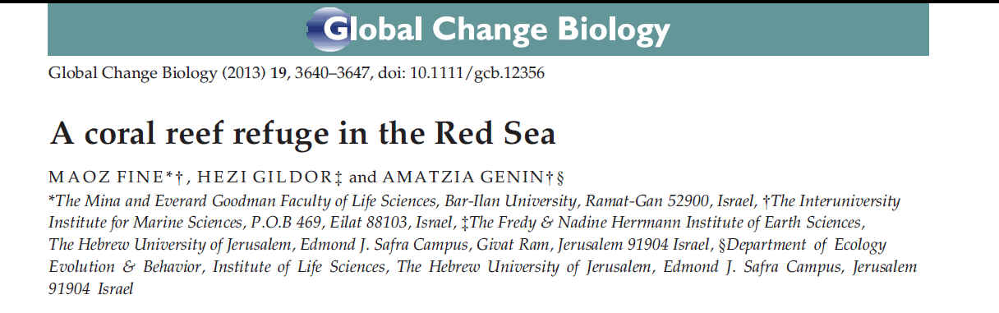 Global Change Biology
Global Change Biology (2013) 19, 3640–3647, doi: 10.1111/gcb.12356
A coral reef refuge in the Red Sea
MAOZ FINE*†, HEZI GILDOR‡ and AMATZIA GENIN†§
*The Mina and Everard Goodman Faculty of Life Sciences, Bar-Ilan University, Ramat-Gan 52900, Israel, †The Interuniversity
Institute for Marine Sciences, P.O.B 469, Eilat 88103, Israel, ‡The Fredy & Nadine Herrmann Institute of Earth Sciences,
The Hebrew University of Jerusalem, Edmond J. Safra Campus, Givat Ram, Jerusalem 91904 Israel, §Department of Ecology
Evolution & Behavior, Institute of Life Sciences, The Hebrew University of Jerusalem, Edmond J. Safra Campus, Jerusalem
91904 Israel